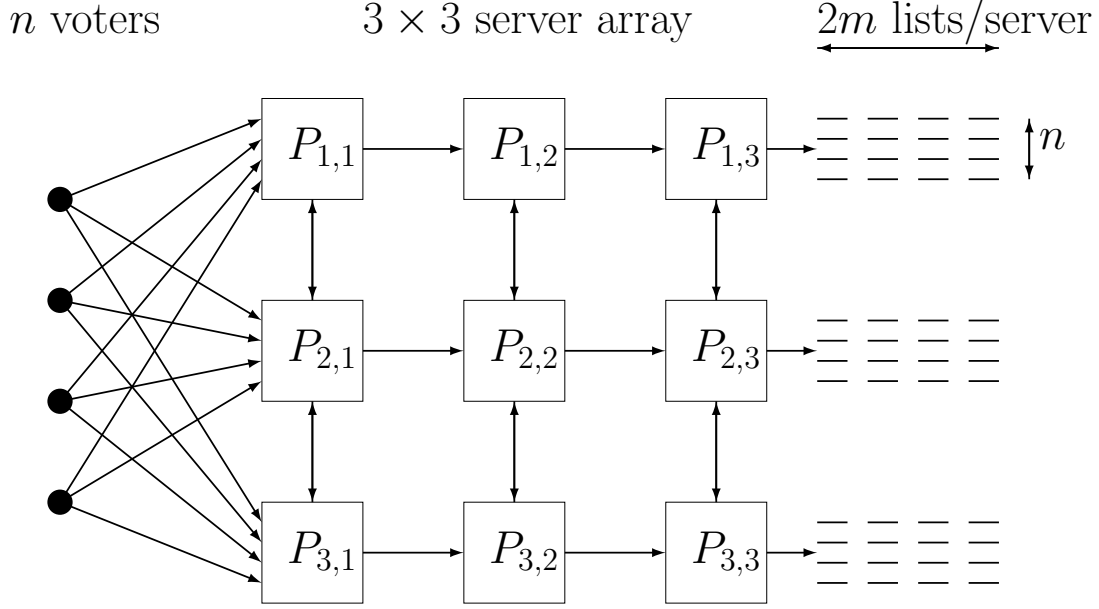 n voters 3 × 3 server array 2m lists/server
P1,1 P1,2 P1,3 n
P2,1 P2,2 P2,3
P3,1 P3,2 P3,3